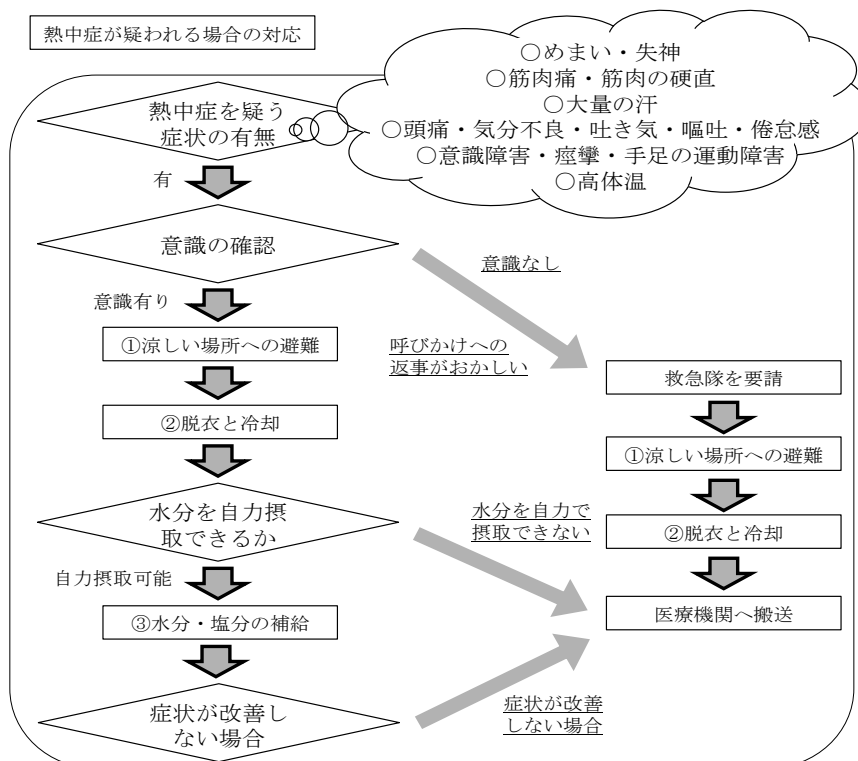 熱中症が疑われる場合の対応
○めまい・失神
○筋肉痛・筋肉の硬直
○大量の汗
○頭痛・気分不良・吐き気・嘔吐・倦怠感
○意識障害・痙攣・手足の運動障害
○高体温
熱中症を疑う
症状の有無
有
意識の確認
意識なし
意識有り
呼びかけへの
返事がおかしい
①涼しい場所への避難
救急隊を要請
②脱衣と冷却
①涼しい場所への避難
水分を自力摂
取できるか
水分を自力で
摂取できない
②脱衣と冷却
自力摂取可能
③水分・塩分の補給
医療機関へ搬送
症状が改善し
ない場合
症状が改善
しない場合